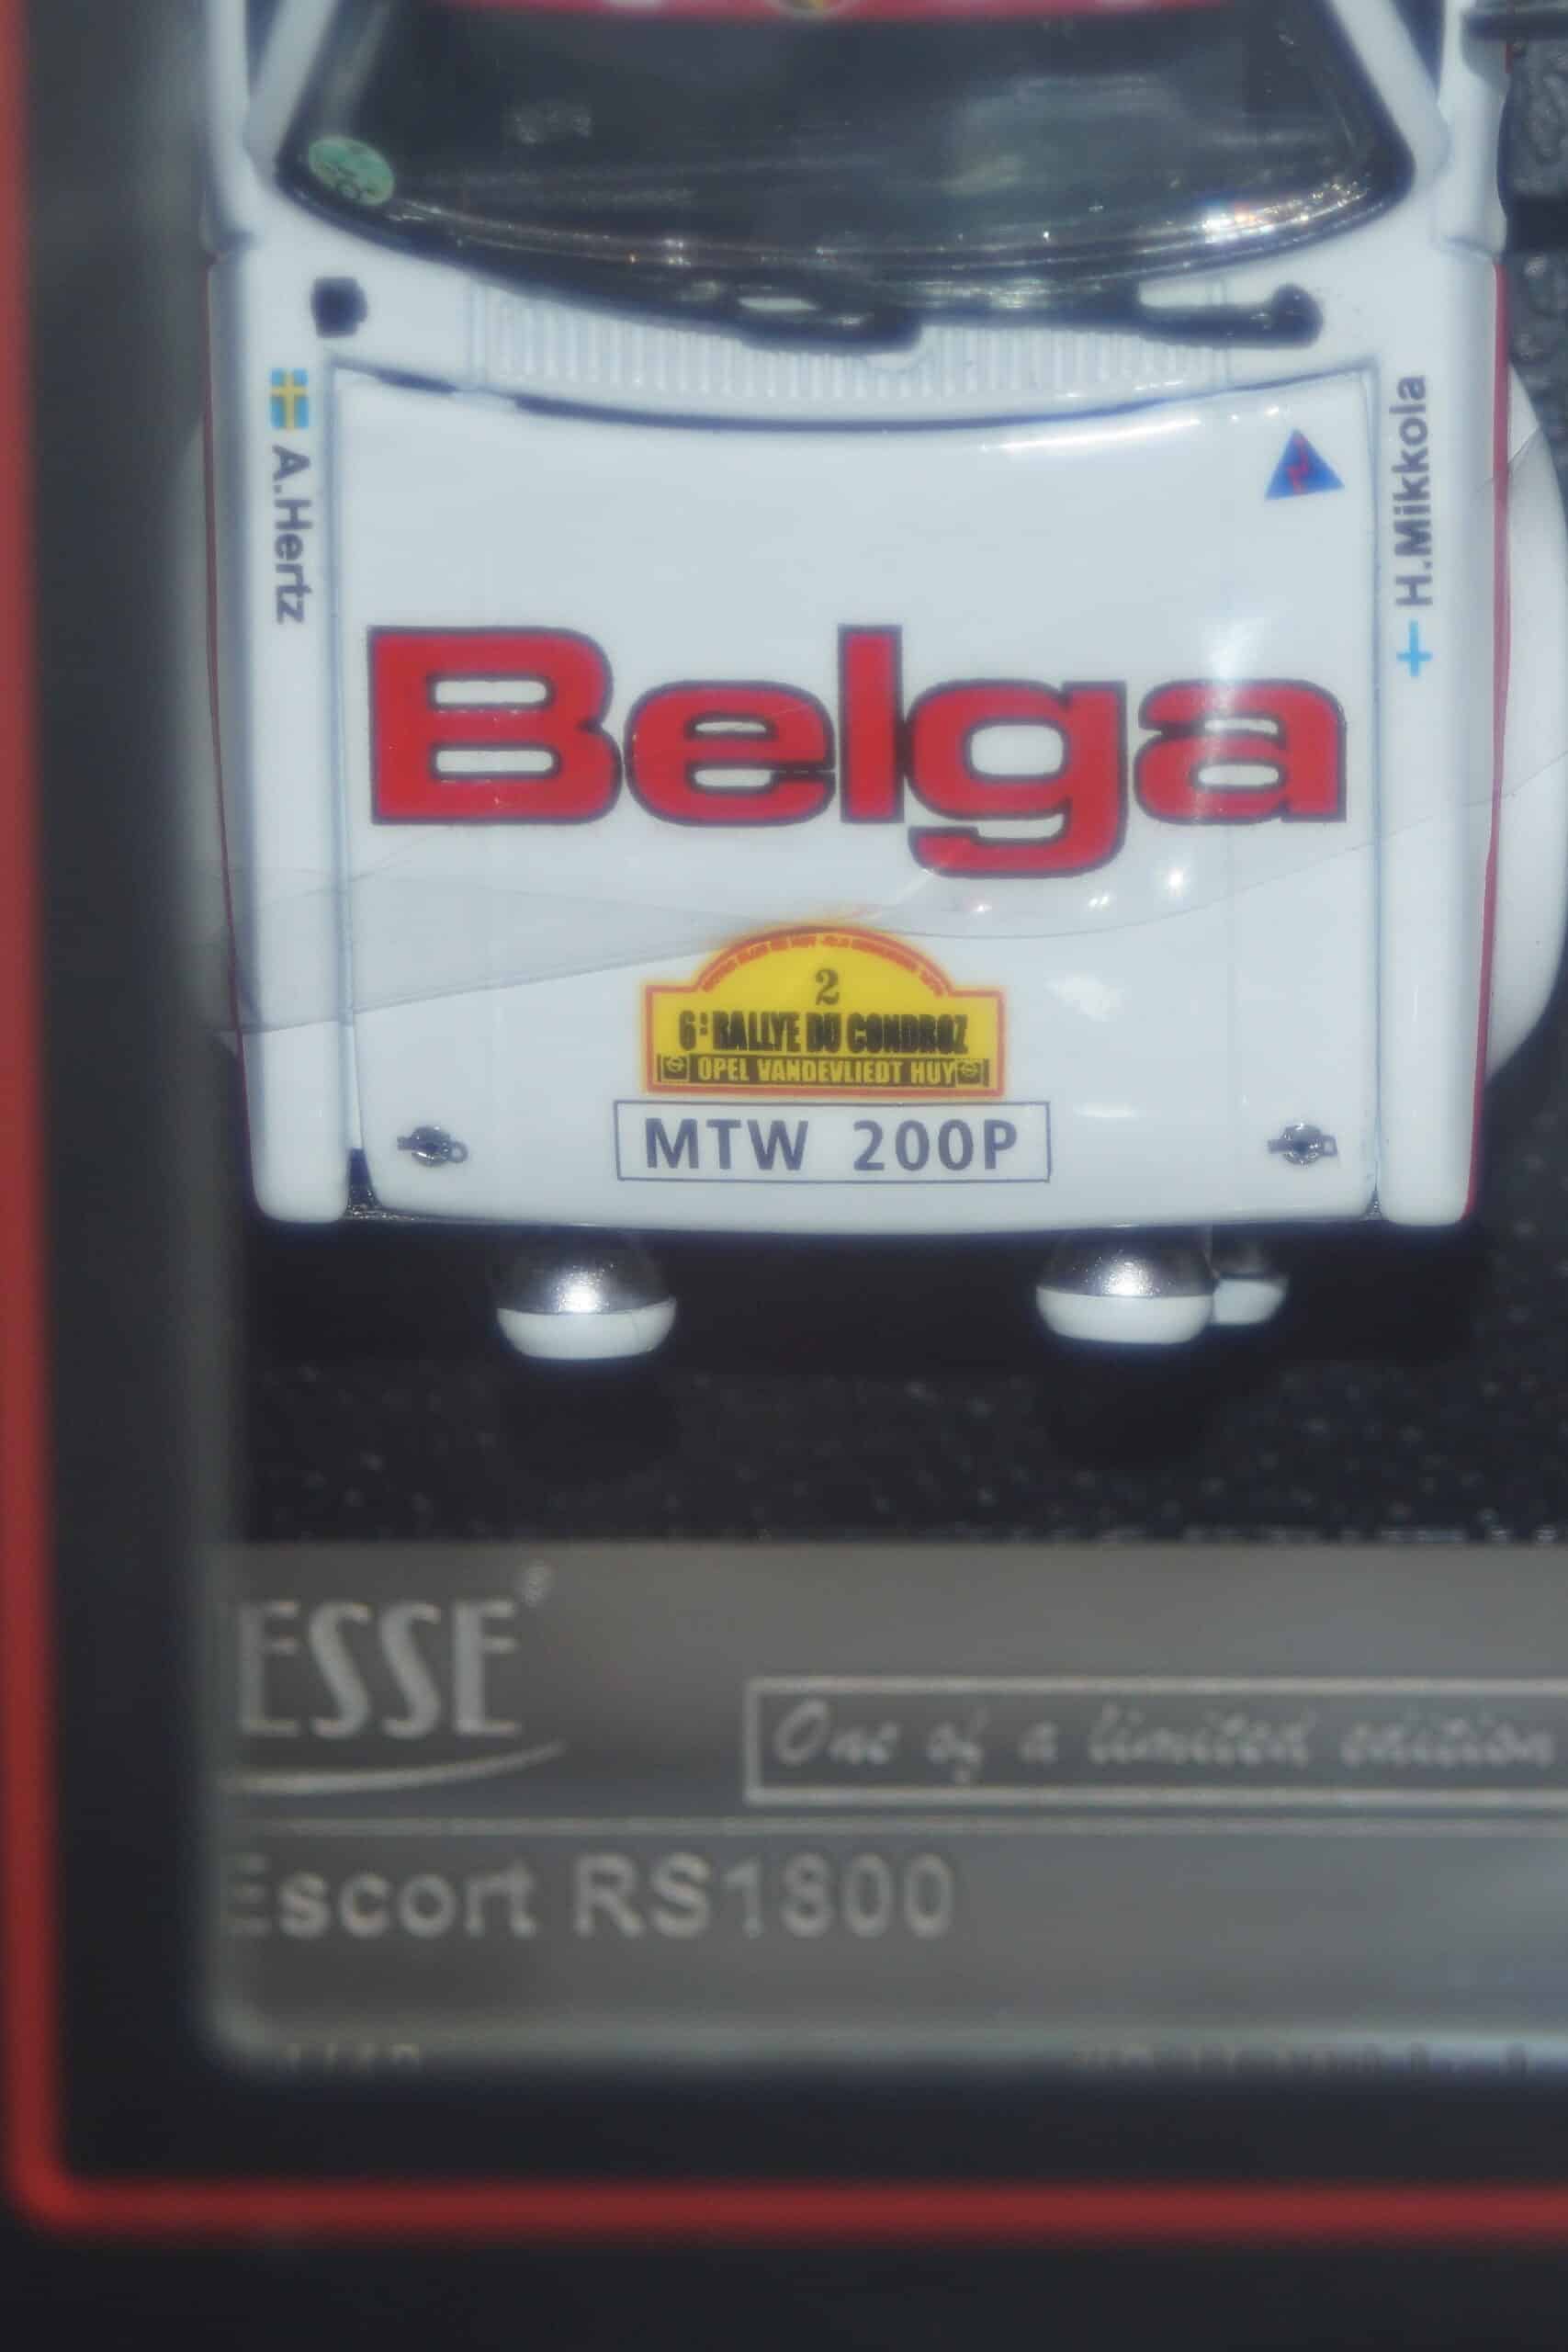 A.Hertz
H.Mikkola
Belga
2
6e RALLYE DU CONDROZ
OPEL VANDEVLIEDT HUY
MTW 200P
ESSE®
One of a limited edition
Escort RS1800